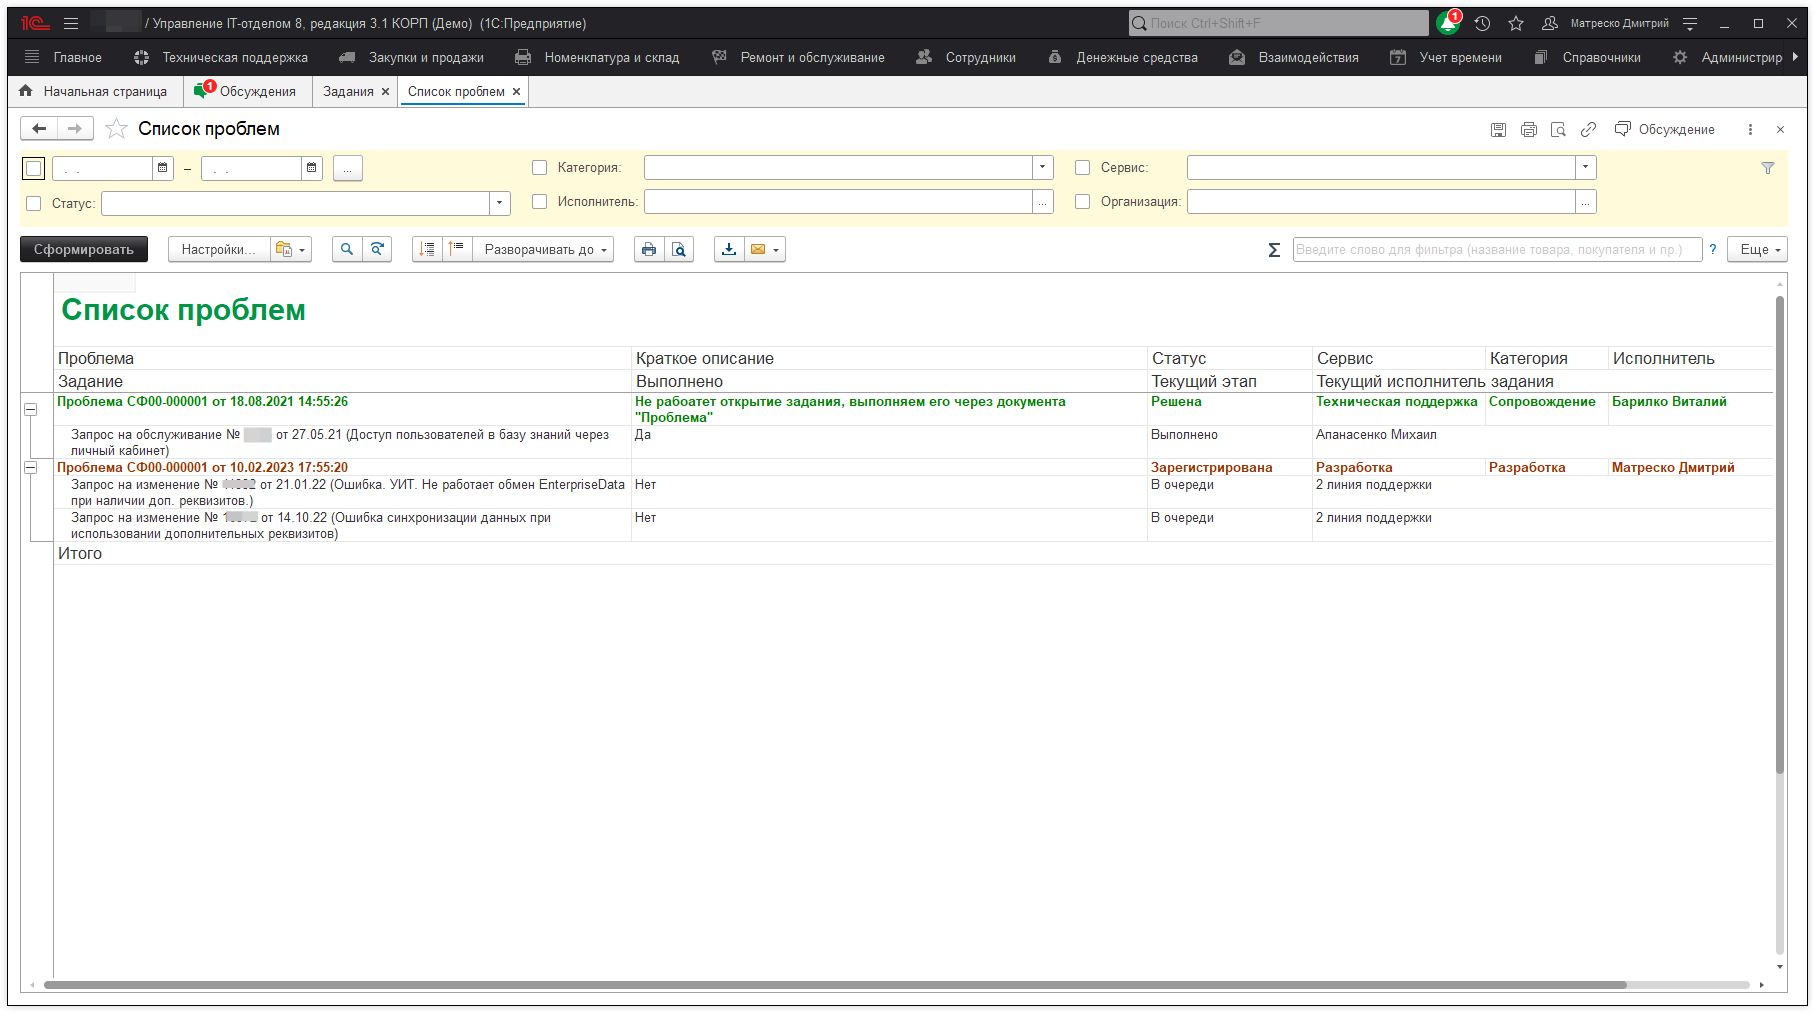 1С / Управление IT-отделом 8, редакция 3.1 КОРП (Демо) (1С:Предприятие) Поиск Ctrl+Shift+F 1 Матреско Дмитрий
Главное Техническая поддержка Закупки и продажи Номенклатура и склад Ремонт и обслуживание Сотрудники Денежные средства Взаимодействия Учет времени Справочники Администрир
Начальная страница 1 Обсуждения Задания × Список проблем ×
Список проблем Обсуждение
. . – . . ... Категория: Сервис:
Статус: Исполнитель: ... Организация: ...
Сформировать Настройки... Разворачивать до Σ Введите слово для фильтра (название товара, покупателя и пр.) ? Еще
Список проблем
Проблема Краткое описание Статус Сервис Категория Исполнитель
Задание Выполнено Текущий этап Текущий исполнитель задания
Проблема СФ00-000001 от 18.08.2021 14:55:26 Не рабоатет открытие задания, выполняем его через документа Решена Техническая поддержка Сопровождение Барилко Виталий
"Проблема"
Запрос на обслуживание № от 27.05.21 (Доступ пользователей в базу знаний через Да Выполнено Апанасенко Михаил
личный кабинет)
Проблема СФ00-000001 от 10.02.2023 17:55:20 Зарегистрирована Разработка Разработка Матреско Дмитрий
Запрос на изменение № от 21.01.22 (Ошибка. УИТ. Не работает обмен EnterpriseData Нет В очереди 2 линия поддержки
при наличии доп. реквизитов.)
Запрос на изменение № от 14.10.22 (Ошибка синхронизации данных при Нет В очереди 2 линия поддержки
использовании дополнительных реквизитов)
Итого